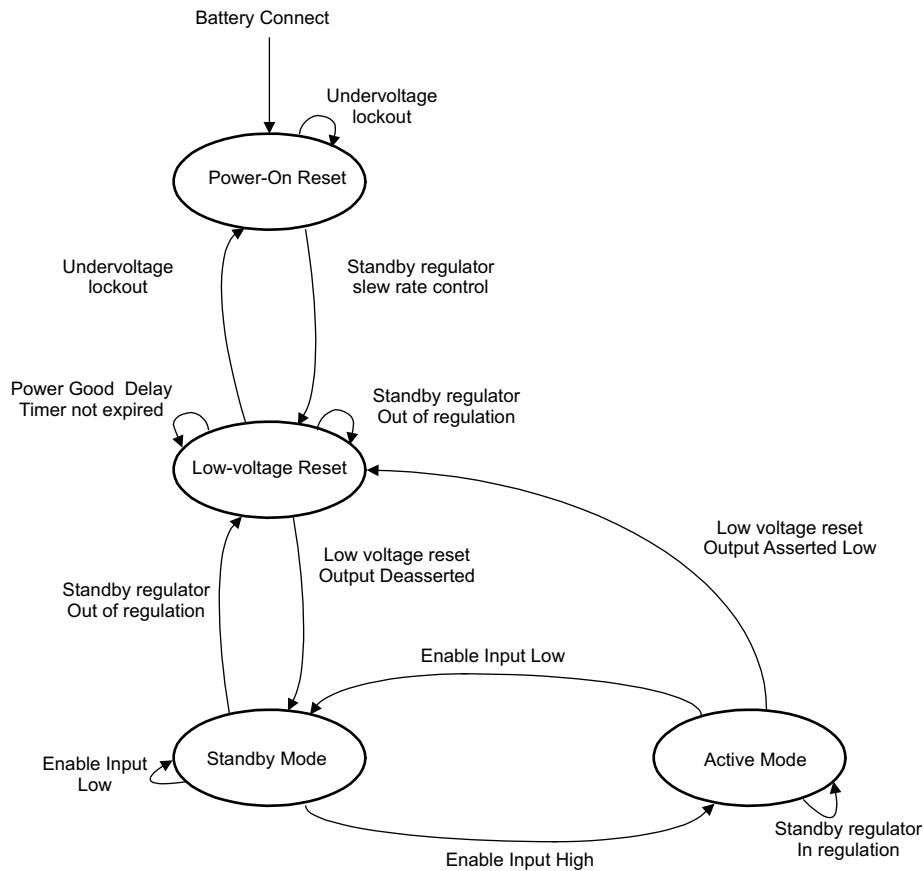 Battery Connect
Undervoltage
lockout
Power-On Reset
Undervoltage
lockout
Standby regulator
slew rate control
Power Good Delay
Timer not expired
Standby regulator
Out of regulation
Low-voltage Reset
Low voltage reset
Output Asserted Low
Low voltage reset
Output Deasserted
Standby regulator
Out of regulation
Enable Input Low
Standby Mode
Active Mode
Enable Input
Low
Standby regulator
In regulation
Enable Input High